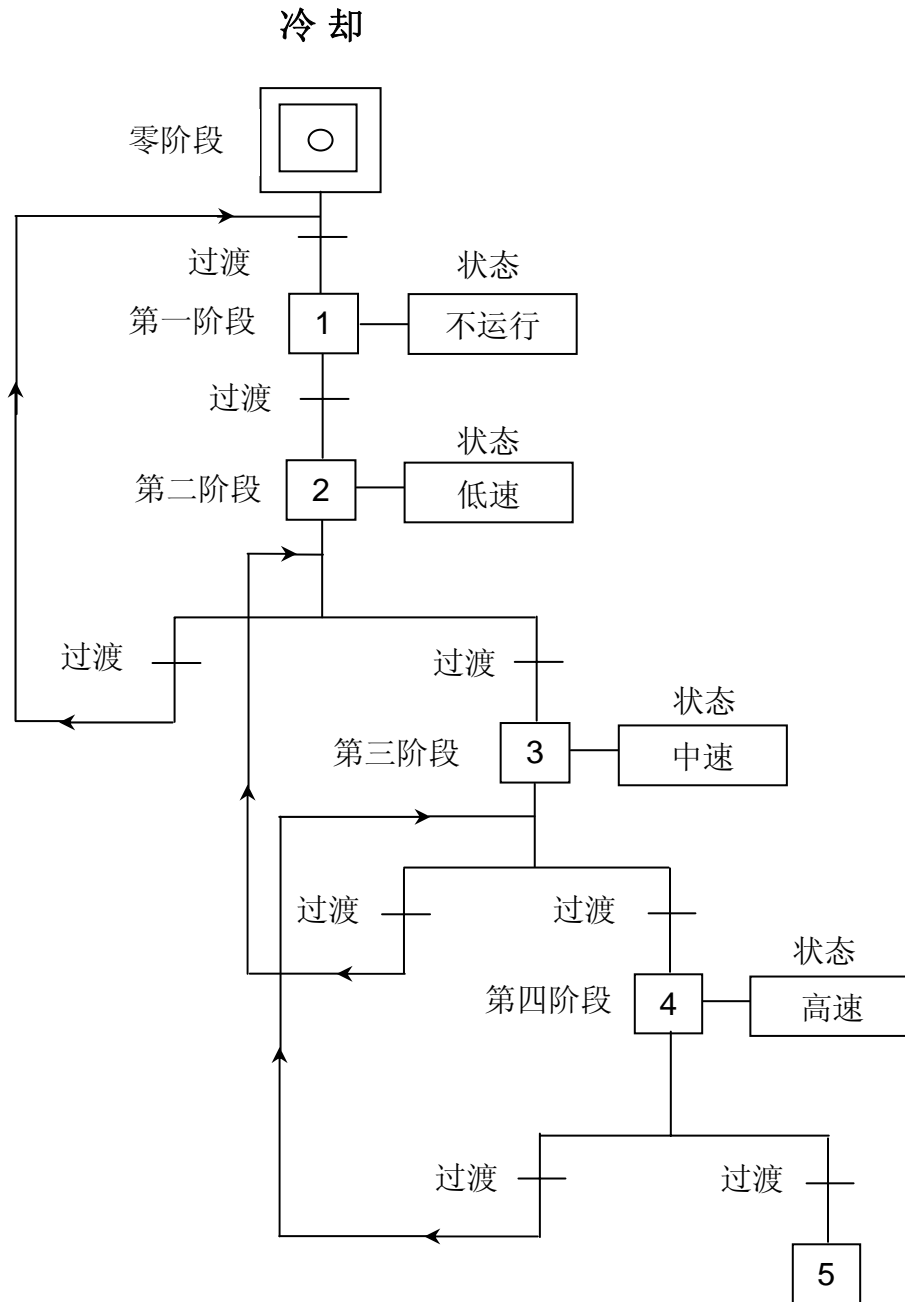 冷却
零阶段
过渡
状态
第一阶段
1
不运行
过渡
状态
第二阶段
2
低速
过渡
过渡
状态
第三阶段
3
中速
过渡
过渡
状态
第四阶段
4
高速
过渡
过渡
5